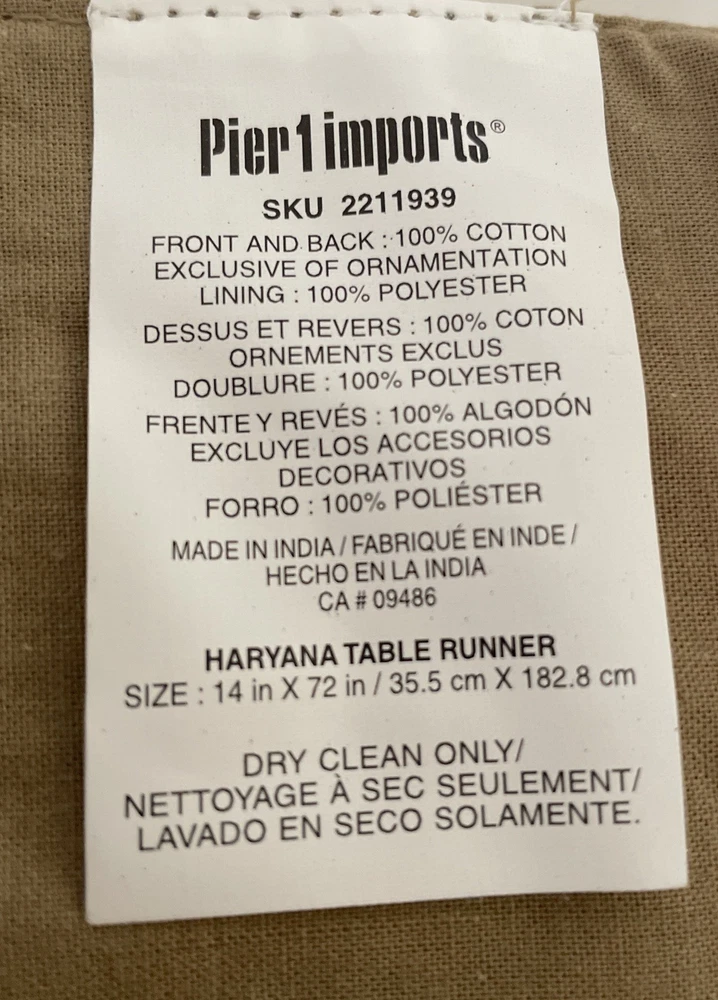 Pier 1 imports®
SKU 2211939
FRONT AND BACK : 100% COTTON
EXCLUSIVE OF ORNAMENTATION
LINING : 100% POLYESTER
DESSUS ET REVERS : 100% COTON
ORNEMENTS EXCLUS
DOUBLURE : 100% POLYESTER
FRENTE Y REVÉS : 100% ALGODÓN
EXCLUYE LOS ACCESORIOS
DECORATIVOS
FORRO : 100% POLIÉSTER
MADE IN INDIA / FABRIQUÉ EN INDE /
HECHO EN LA INDIA
CA # 09486
HARYANA TABLE RUNNER
SIZE : 14 in X 72 in / 35.5 cm X 182.8 cm
DRY CLEAN ONLY/
NETTOYAGE À SEC SEULEMENT/
LAVADO EN SECO SOLAMENTE.